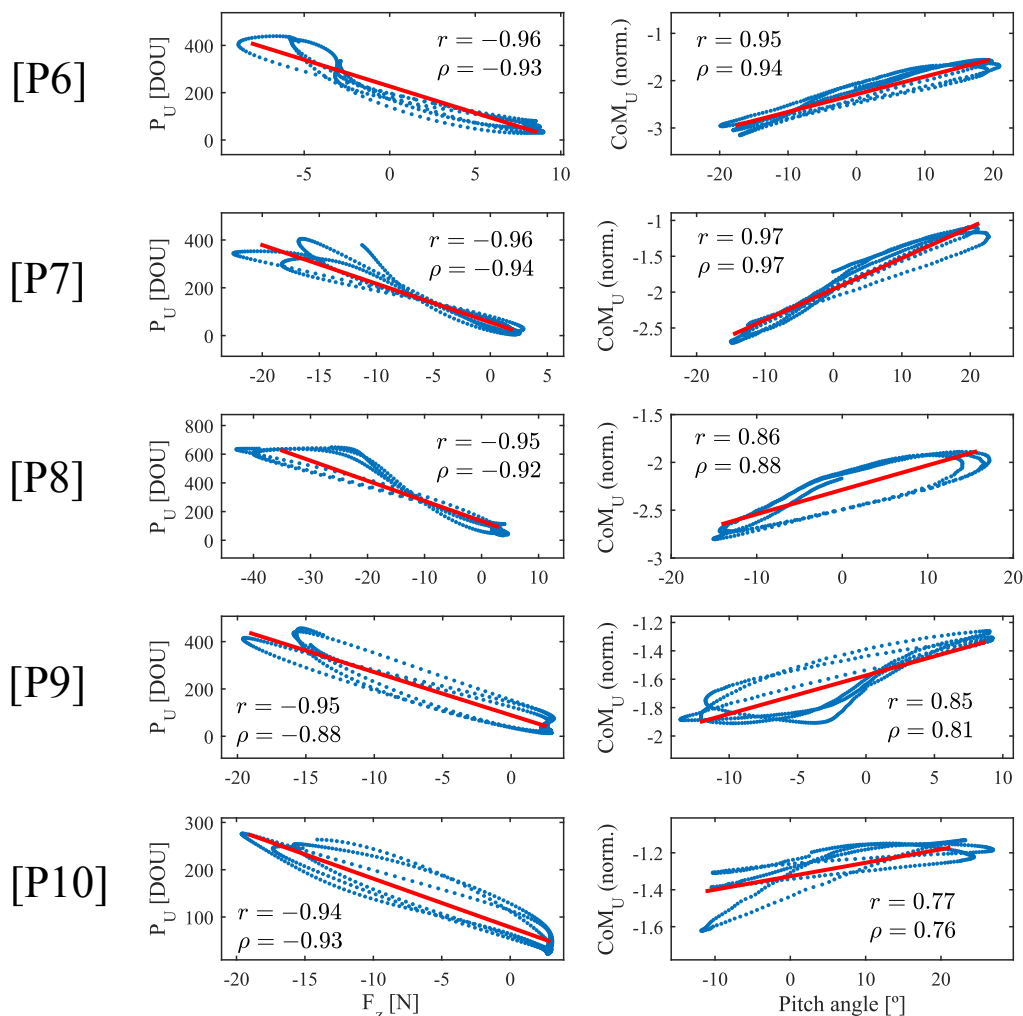 [P6]
P_U [DOU]
400
200
0
r = −0.96
ρ = −0.93
-5 0 5 10
CoM_U (norm.)
-1
-2
-3
r = 0.95
ρ = 0.94
-20 -10 0 10 20
[P7]
P_U [DOU]
400
200
0
r = −0.96
ρ = −0.94
-20 -15 -10 -5 0 5
CoM_U (norm.)
-1
-1.5
-2
-2.5
r = 0.97
ρ = 0.97
-20 -10 0 10 20
[P8]
P_U [DOU]
800
600
400
200
0
r = −0.95
ρ = −0.92
-40 -30 -20 -10 0 10
CoM_U (norm.)
-1.5
-2
-2.5
-3
r = 0.86
ρ = 0.88
-20 -10 0 10 20
[P9]
P_U [DOU]
400
200
0
r = −0.95
ρ = −0.88
-20 -15 -10 -5 0
CoM_U (norm.)
-1.2
-1.4
-1.6
-1.8
-2
r = 0.85
ρ = 0.81
-10 -5 0 5 10
[P10]
P_U [DOU]
300
200
100
r = −0.94
ρ = −0.93
-20 -15 -10 -5 0
F_z [N]
CoM_U (norm.)
-1.2
-1.4
-1.6
r = 0.77
ρ = 0.76
-10 0 10 20
Pitch angle [º]